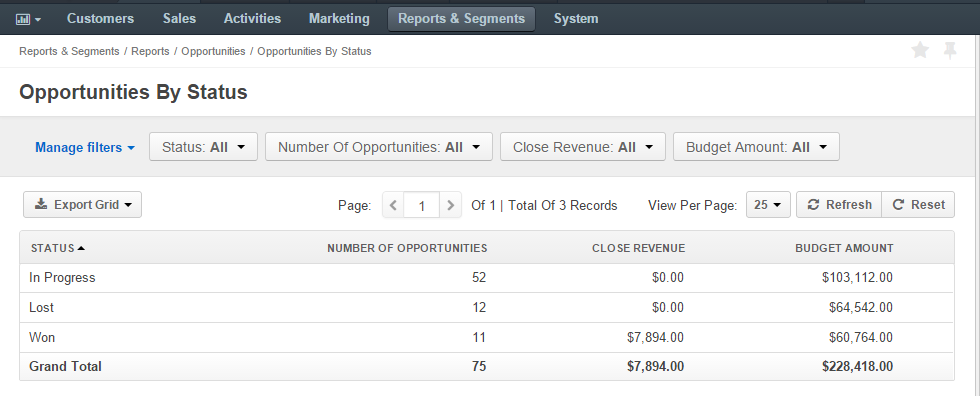 Customers Sales Activities Marketing Reports & Segments System
Reports & Segments / Reports / Opportunities / Opportunities By Status
Opportunities By Status
Manage filters Status: All Number Of Opportunities: All Close Revenue: All Budget Amount: All
Export Grid Page: < 1 > Of 1 | Total Of 3 Records View Per Page: 25 Refresh Reset
STATUS NUMBER OF OPPORTUNITIES CLOSE REVENUE BUDGET AMOUNT
In Progress 52 $0.00 $103,112.00
Lost 12 $0.00 $64,542.00
Won 11 $7,894.00 $60,764.00
Grand Total 75 $7,894.00 $228,418.00